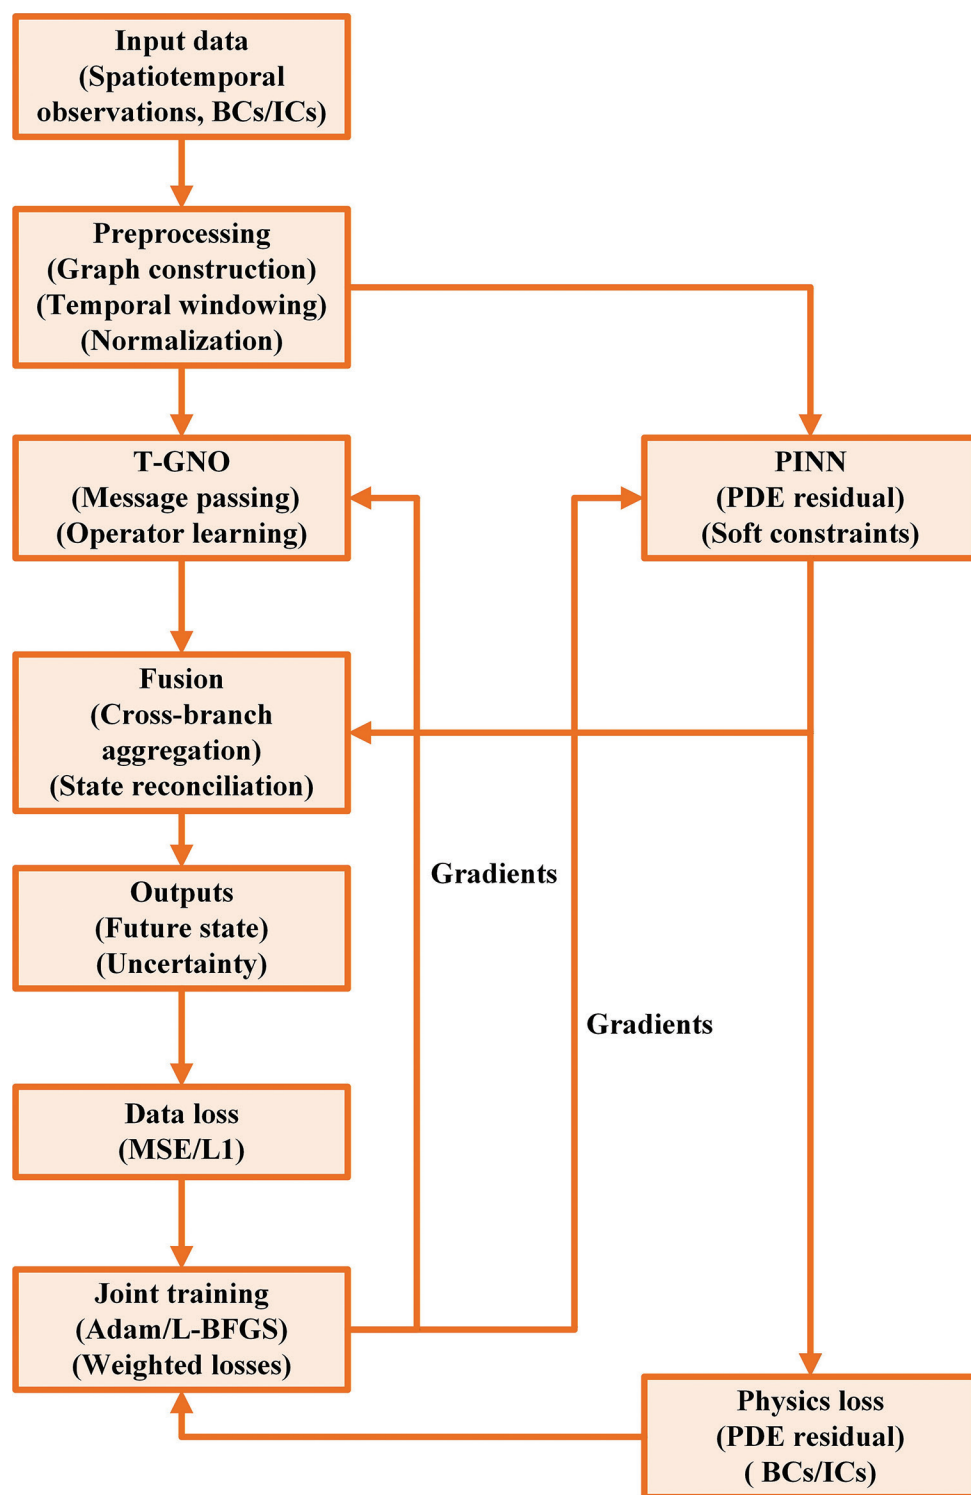 Input data
(Spatiotemporal
observations, BCs/ICs)
Preprocessing
(Graph construction)
(Temporal windowing)
(Normalization)
T-GNO
(Message passing)
(Operator learning)
PINN
(PDE residual)
(Soft constraints)
Fusion
(Cross-branch
aggregation)
(State reconciliation)
Gradients
Outputs
(Future state)
(Uncertainty)
Gradients
Data loss
(MSE/L1)
Joint training
(Adam/L-BFGS)
(Weighted losses)
Physics loss
(PDE residual)
( BCs/ICs)